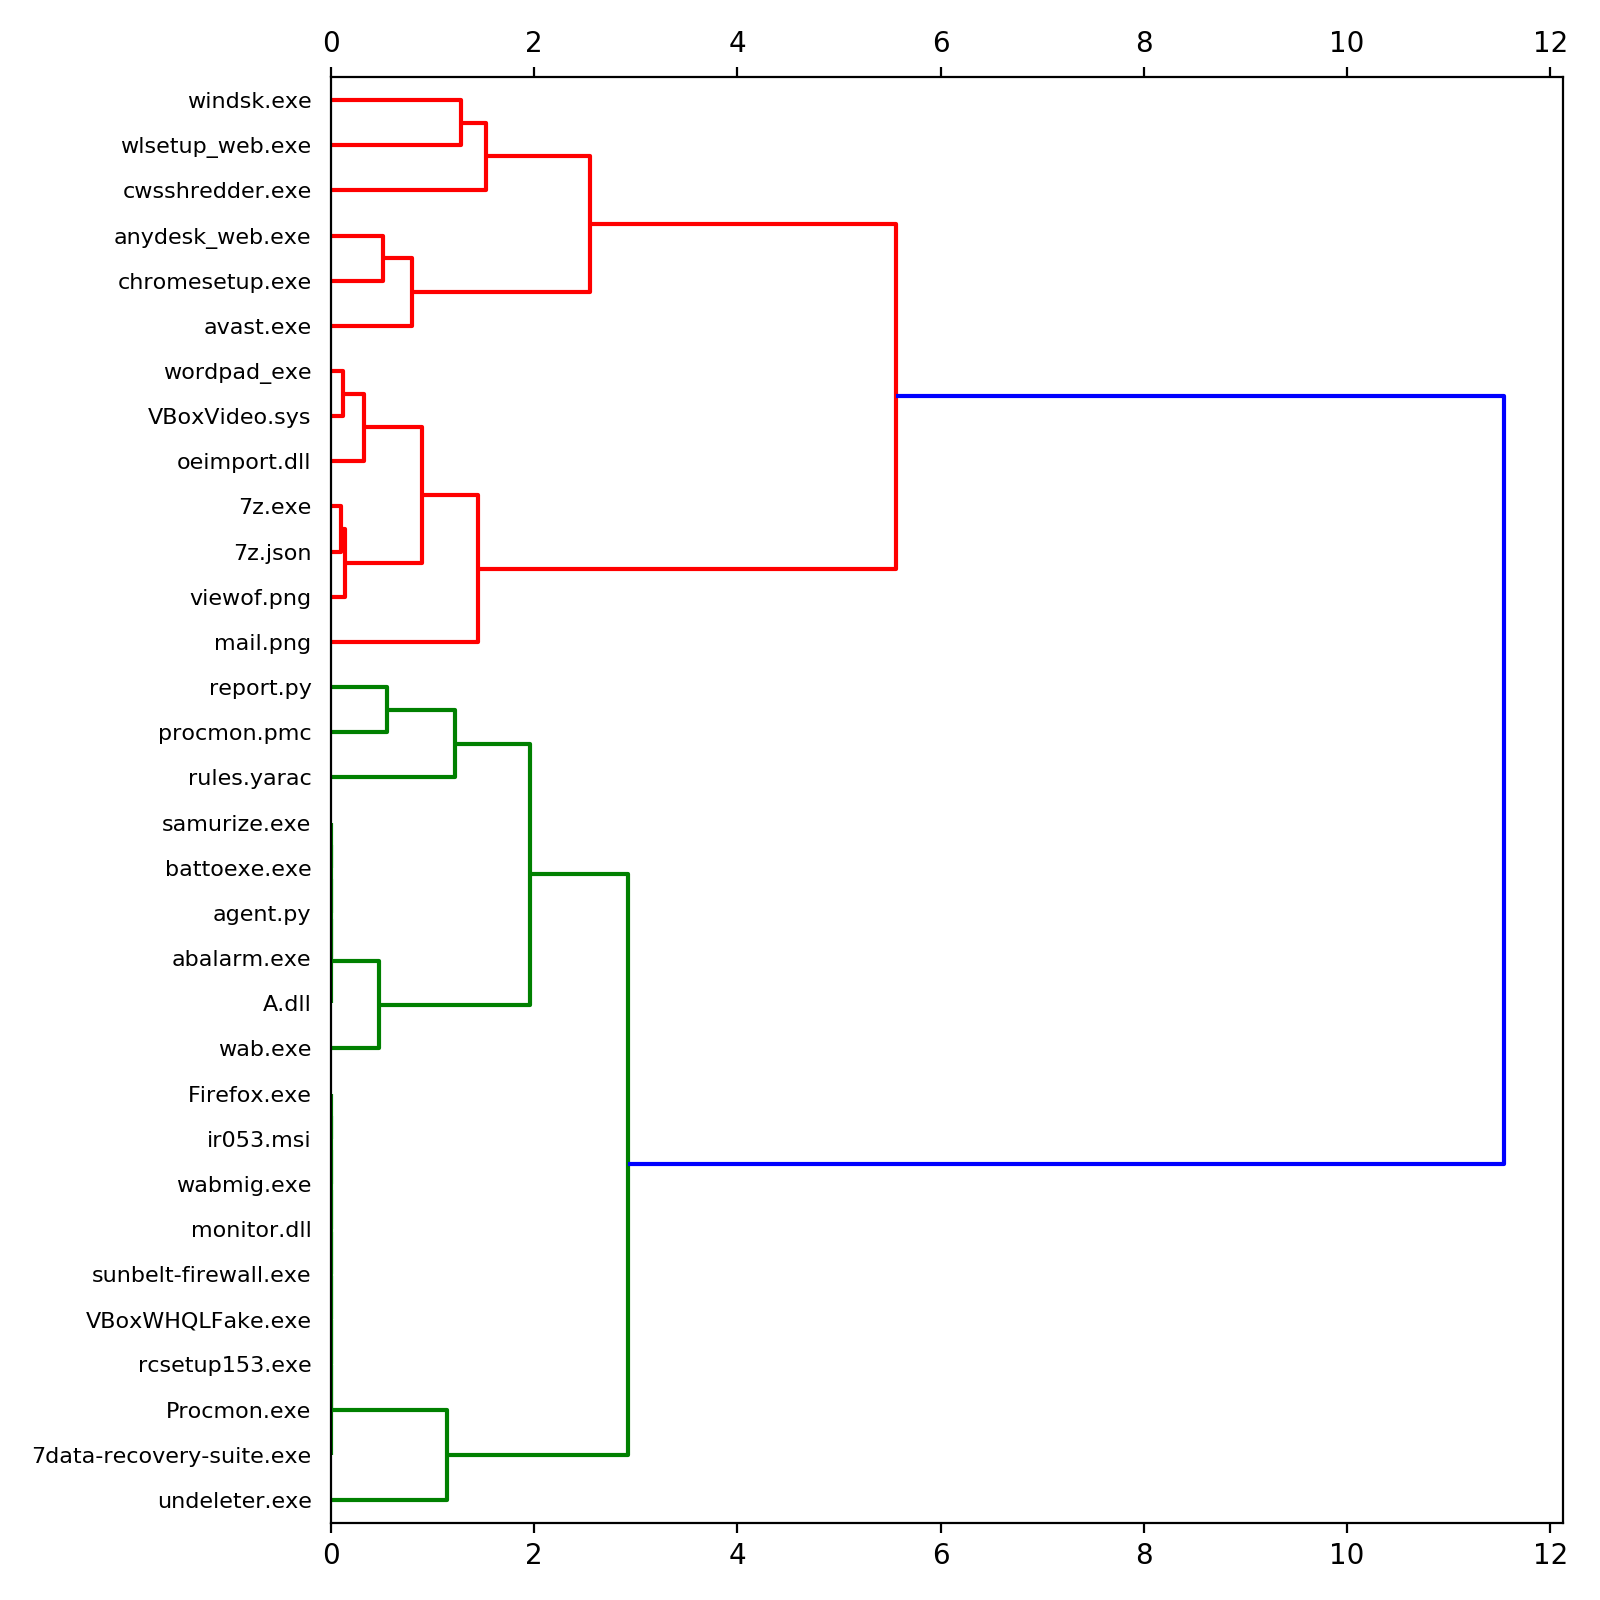 0 2 4 6 8 10 12
windsk.exe
wlsetup_web.exe
cwsshredder.exe
anydesk_web.exe
chromesetup.exe
avast.exe
wordpad_exe
VBoxVideo.sys
oeimport.dll
7z.exe
7z.json
viewof.png
mail.png
report.py
procmon.pmc
rules.yarac
samurize.exe
battoexe.exe
agent.py
abalarm.exe
A.dll
wab.exe
Firefox.exe
ir053.msi
wabmig.exe
monitor.dll
sunbelt-firewall.exe
VBoxWHQLFake.exe
rcsetup153.exe
Procmon.exe
7data-recovery-suite.exe
undeleter.exe
0 2 4 6 8 10 12